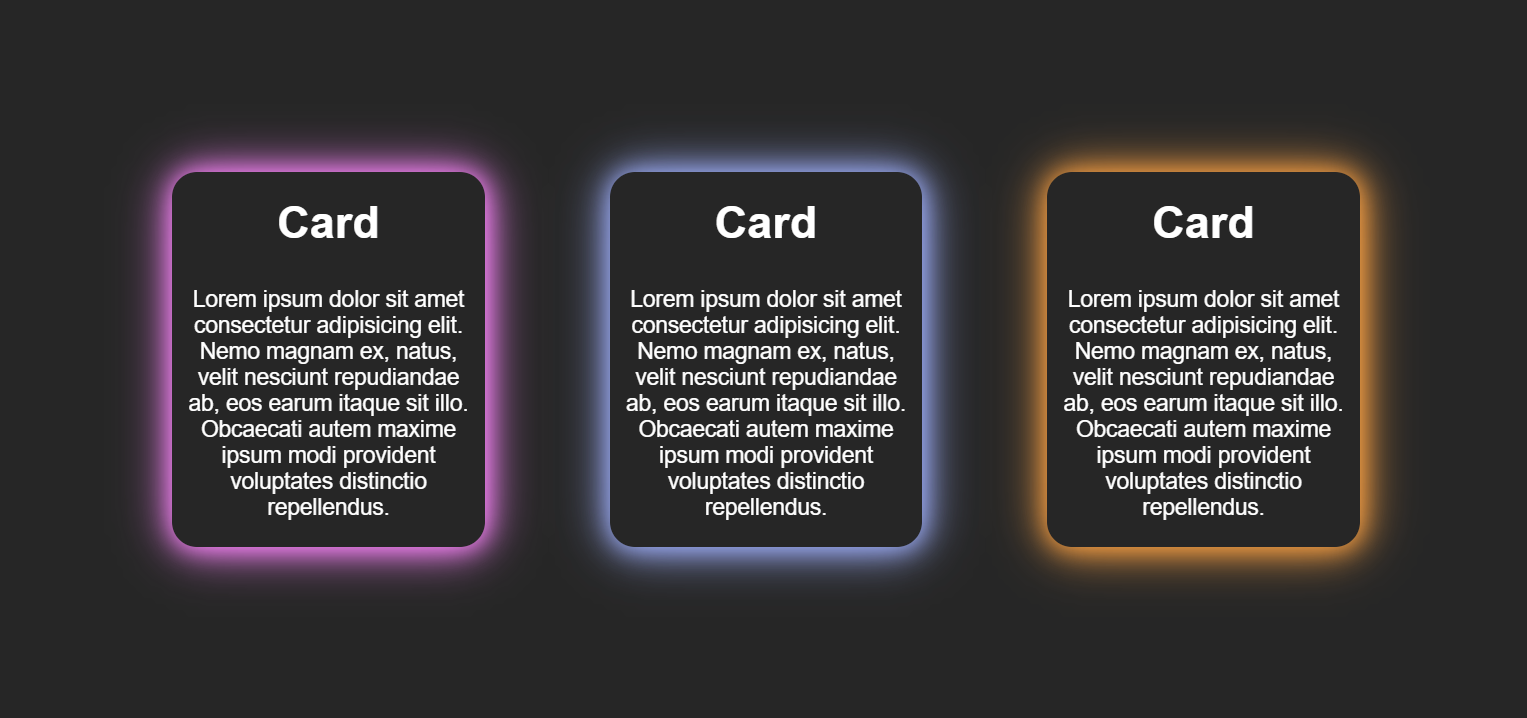 Card
Lorem ipsum dolor sit amet
consectetur adipisicing elit.
Nemo magnam ex, natus,
velit nesciunt repudiandae
ab, eos earum itaque sit illo.
Obcaecati autem maxime
ipsum modi provident
voluptates distinctio
repellendus.
Card
Lorem ipsum dolor sit amet
consectetur adipisicing elit.
Nemo magnam ex, natus,
velit nesciunt repudiandae
ab, eos earum itaque sit illo.
Obcaecati autem maxime
ipsum modi provident
voluptates distinctio
repellendus.
Card
Lorem ipsum dolor sit amet
consectetur adipisicing elit.
Nemo magnam ex, natus,
velit nesciunt repudiandae
ab, eos earum itaque sit illo.
Obcaecati autem maxime
ipsum modi provident
voluptates distinctio
repellendus.